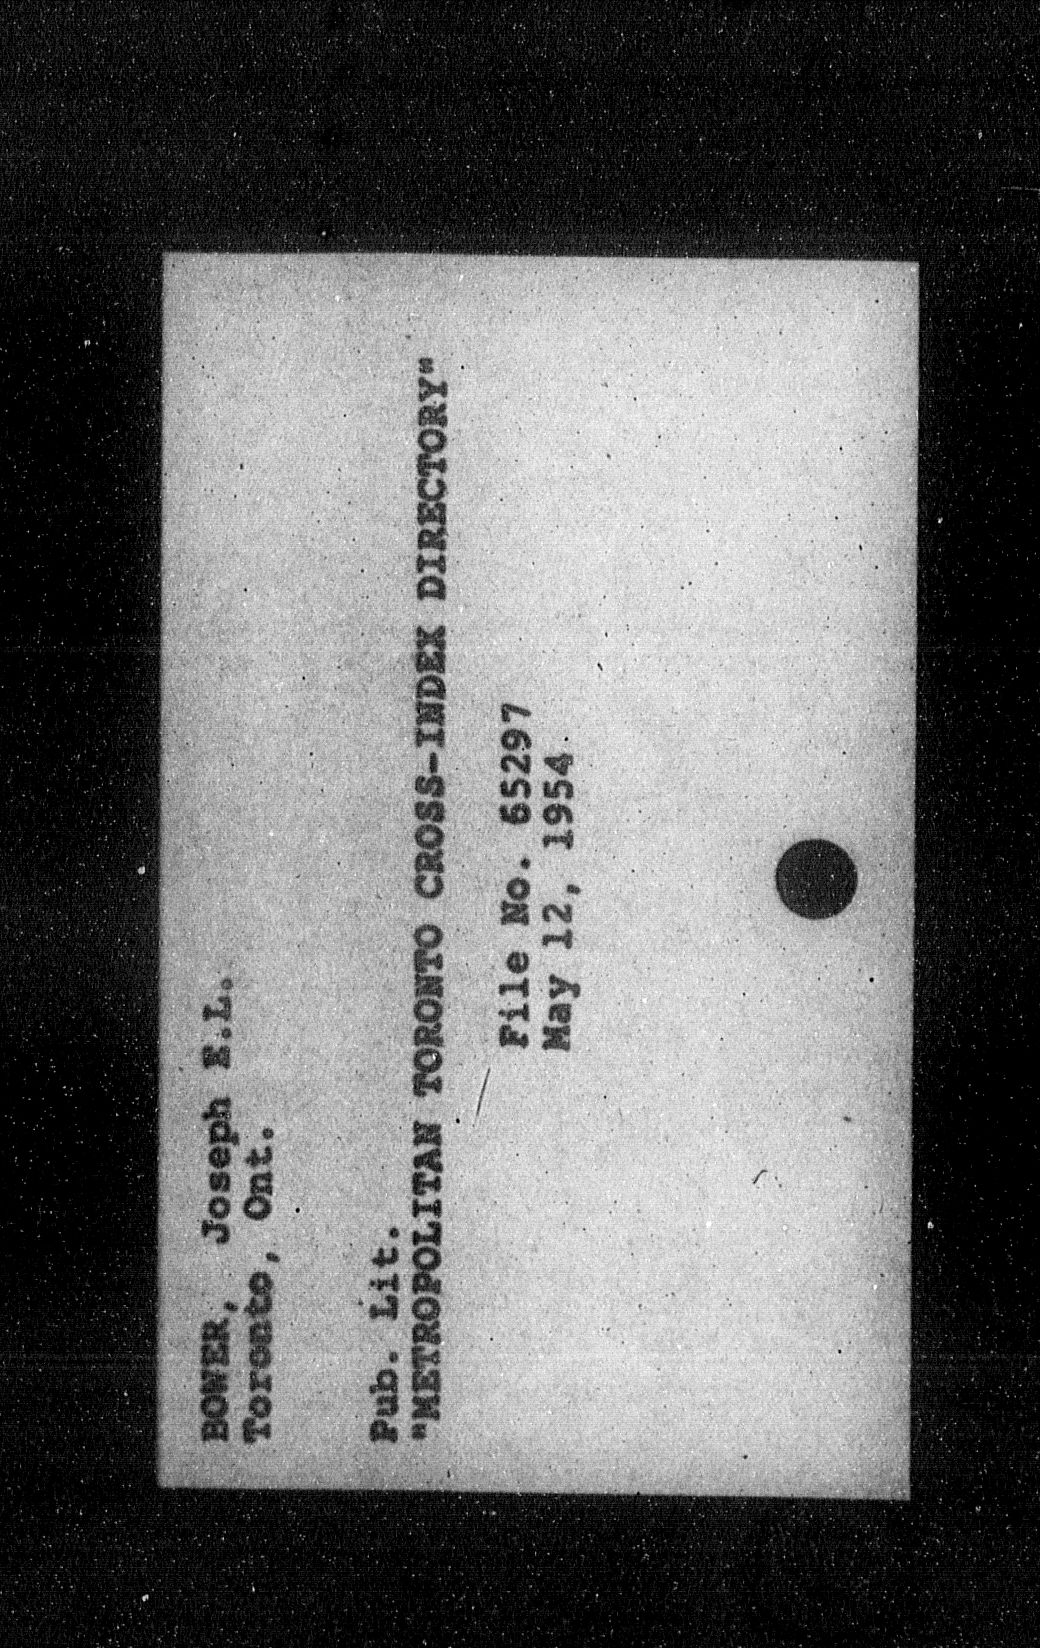 BOWER, Joseph E.L.
Toronto, Ont.
Pub. Lit.
"METROPOLITAN TORONTO CROSS-INDEX DIRECTORY"
File No. 65297
May 12, 1954